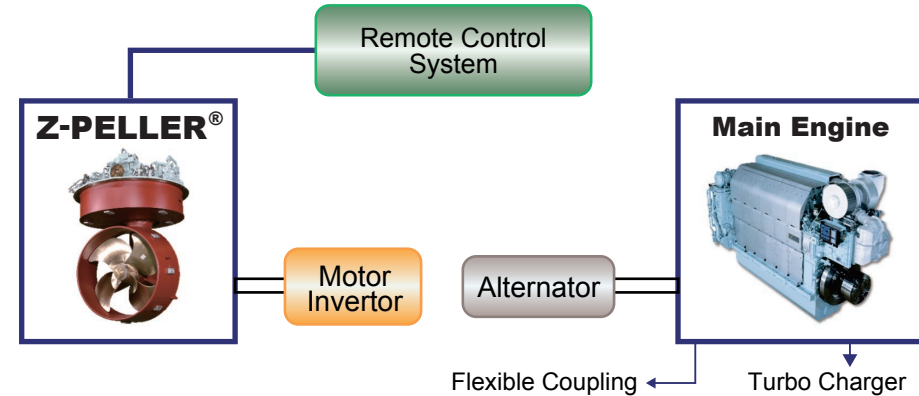 Remote Control
System
Z-PELLER®
Main Engine
Motor
Invertor
Alternator
Flexible Coupling
Turbo Charger